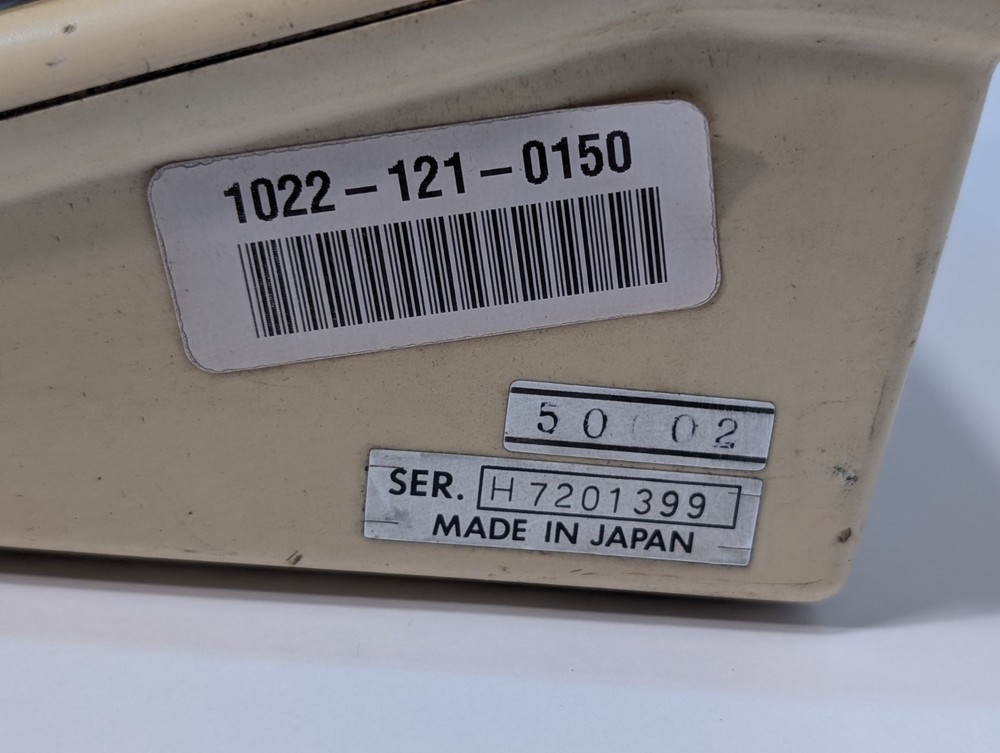 1022-121-0150
50 02
SER. H7201399
MADE IN JAPAN